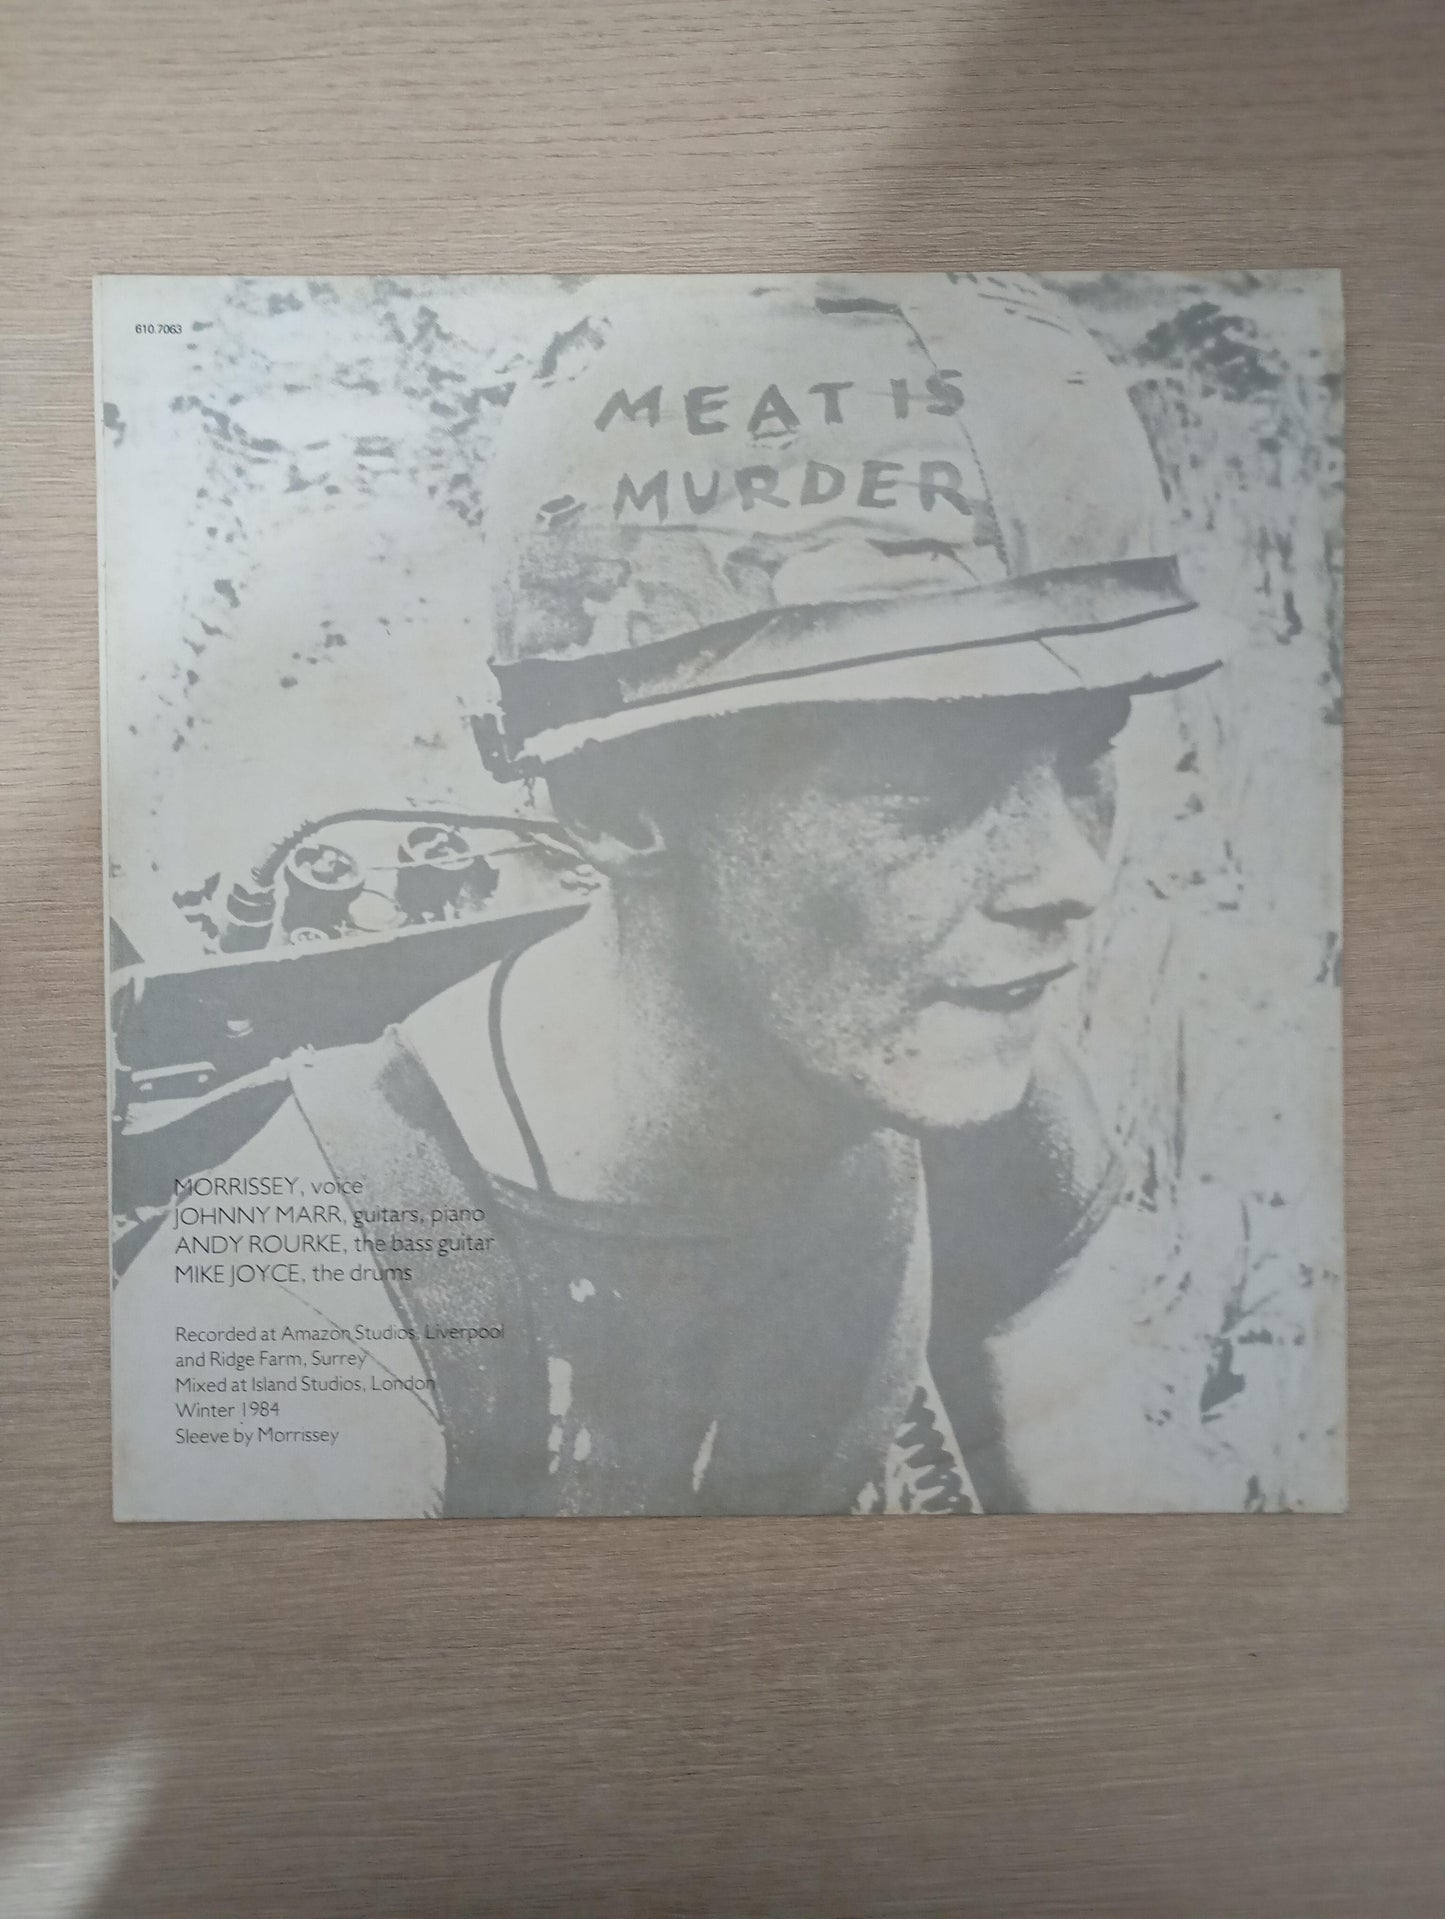 610.7063
MEAT IS
MURDER
MORRISSEY, voice
JOHNNY MARR, guitars, piano
ANDY ROURKE, the bass guitar
MIKE JOYCE, the drums
Recorded at Amazon Studios, Liverpool
and Ridge Farm, Surrey
Mixed at Island Studios, London
Winter 1984
Sleeve by Morrissey